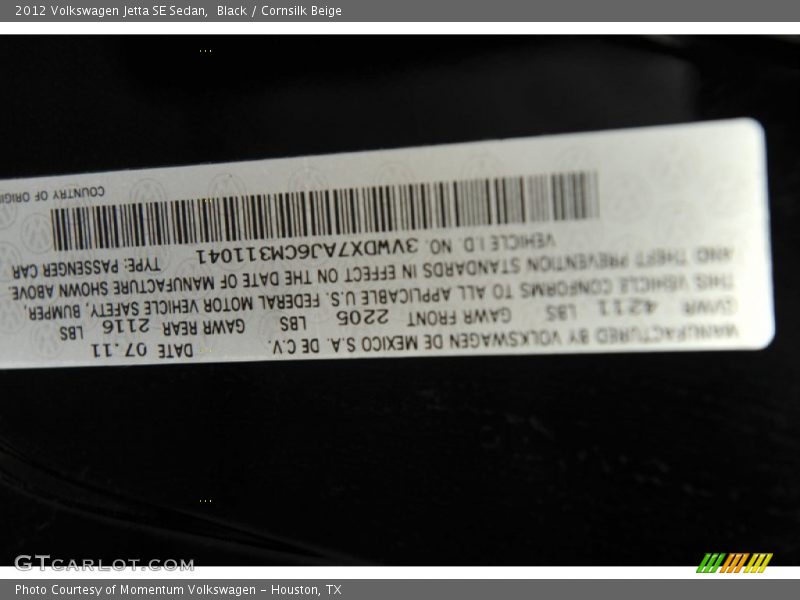 2012 Volkswagen Jetta SE Sedan, Black / Cornsilk Beige
MANUFACTURED BY VOLKSWAGEN DE MEXICO S.A. DE C.V. DATE 07.11
GVWR 4211 LBS GAWR FRONT 2205 LBS GAWR REAR 2116 LBS
THIS VEHICLE CONFORMS TO ALL APPLICABLE U.S. FEDERAL MOTOR VEHICLE SAFETY, BUMPER,
AND THEFT PREVENTION STANDARDS IN EFFECT ON THE DATE OF MANUFACTURE SHOWN ABOVE.
VEHICLE I.D. NO. 3VWDX7AJ6CM311041 TYPE: PASSENGER CAR
COUNTRY OF ORIGI
GTCARLOT.COM
Photo Courtesy of Momentum Volkswagen - Houston, TX